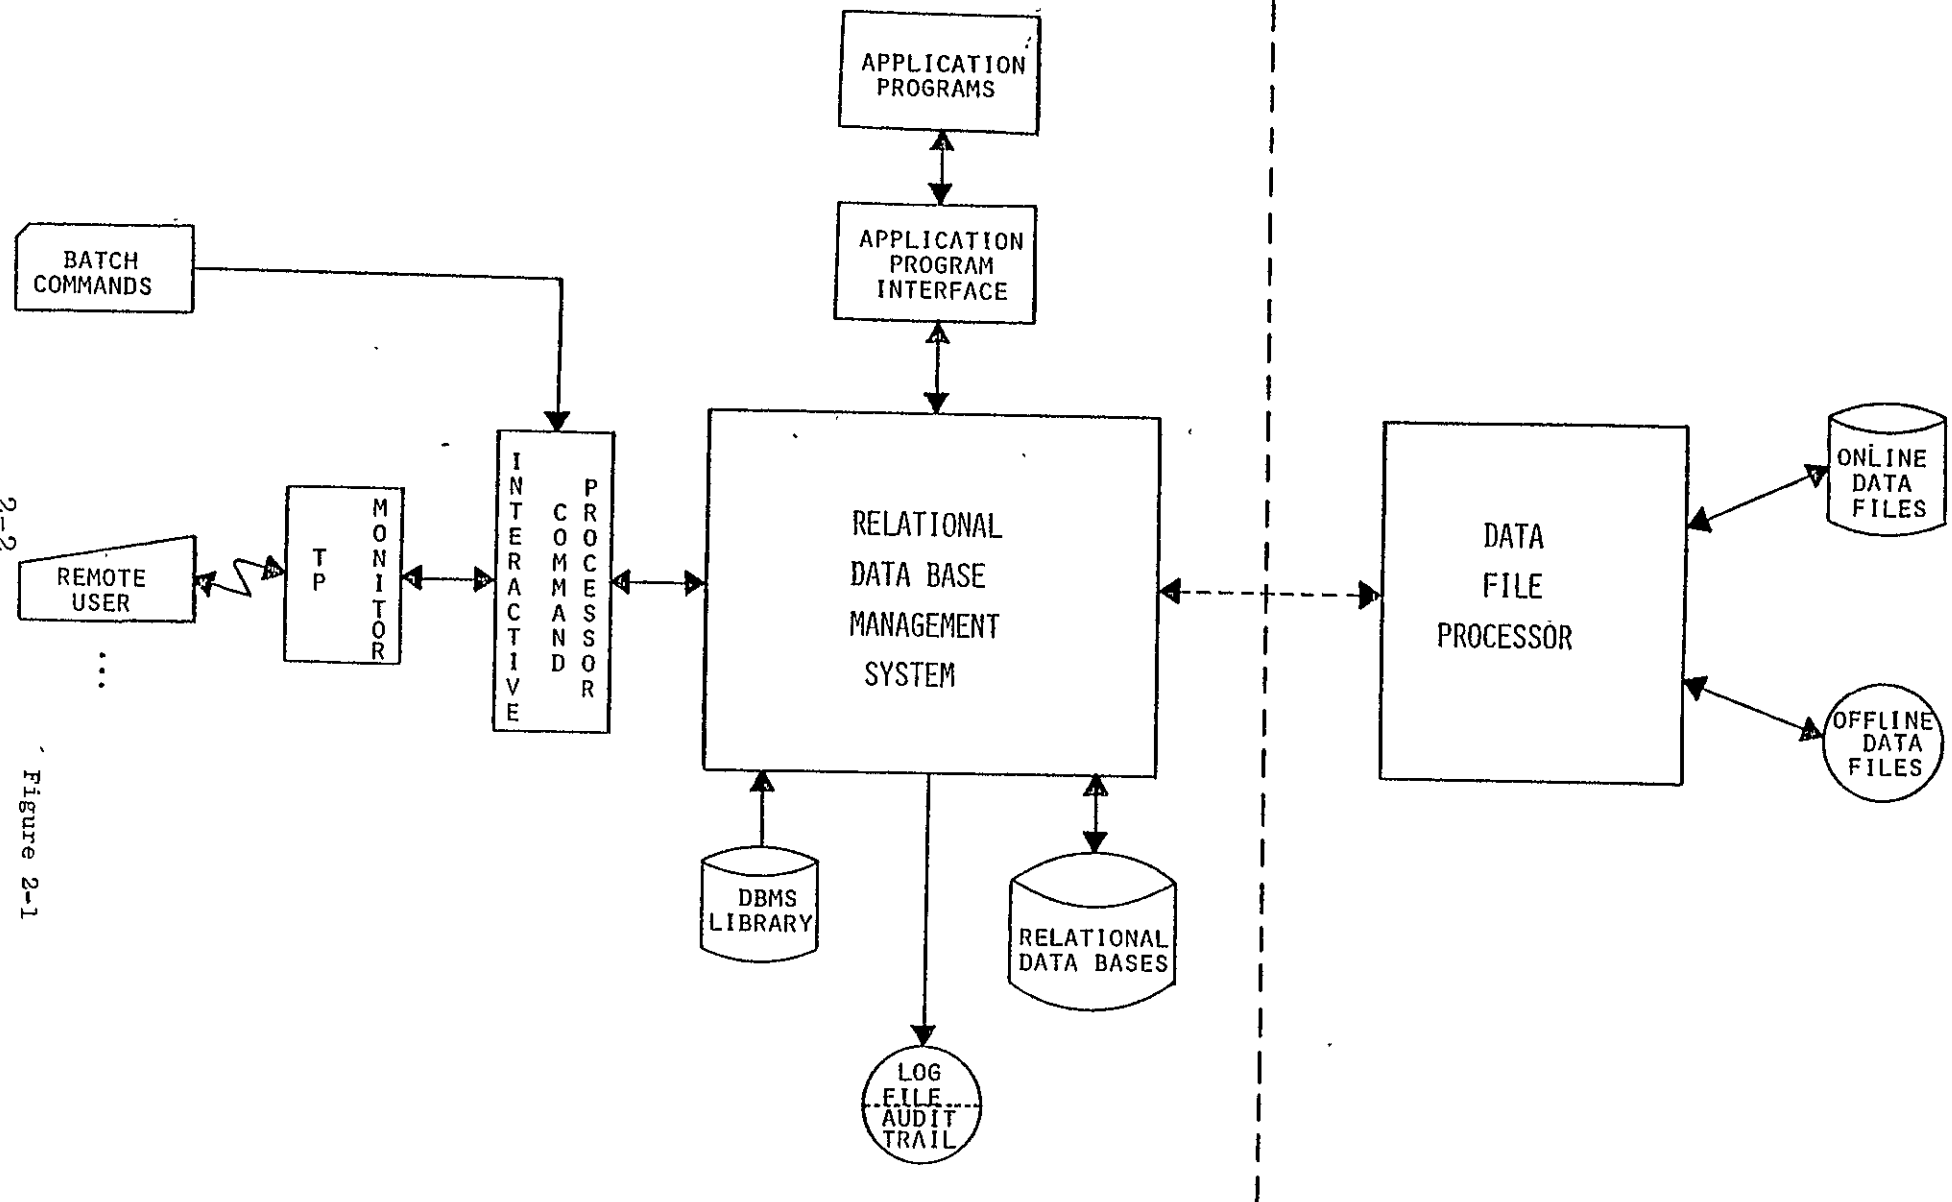 APPLICATION
PROGRAMS
APPLICATION
PROGRAM
INTERFACE
BATCH
COMMANDS
REMOTE
USER
...
TP
MONITOR
INTERACTIVE
COMMAND
PROCESSOR
RELATIONAL
DATA BASE
MANAGEMENT
SYSTEM
DATA
FILE
PROCESSOR
ONLINE
DATA
FILES
OFFLINE
DATA
FILES
DBMS
LIBRARY
RELATIONAL
DATA BASES
LOG
FILE
AUDIT
TRAIL
2-2
Figure 2-1